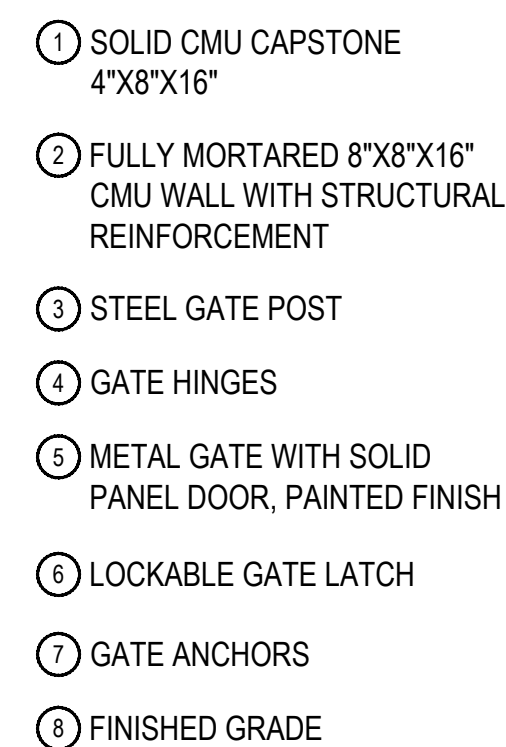 1 SOLID CMU CAPSTONE
4"X8"X16"
2 FULLY MORTARED 8"X8"X16"
CMU WALL WITH STRUCTURAL
REINFORCEMENT
3 STEEL GATE POST
4 GATE HINGES
5 METAL GATE WITH SOLID
PANEL DOOR, PAINTED FINISH
6 LOCKABLE GATE LATCH
7 GATE ANCHORS
8 FINISHED GRADE